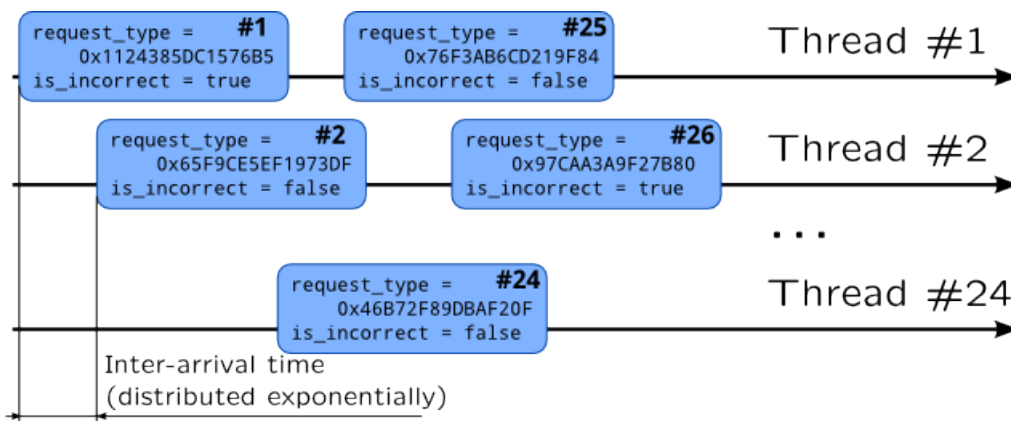 request_type = #1
0x1124385DC1576B5
is_incorrect = true
request_type = #25
0x76F3AB6CD219F84
is_incorrect = false
Thread #1
request_type = #2
0x65F9CE5EF1973DF
is_incorrect = false
request_type = #26
0x97CAA3A9F27B80
is_incorrect = true
Thread #2
...
request_type = #24
0x46B72F89DBAF20F
is_incorrect = false
Thread #24
Inter-arrival time
(distributed exponentially)